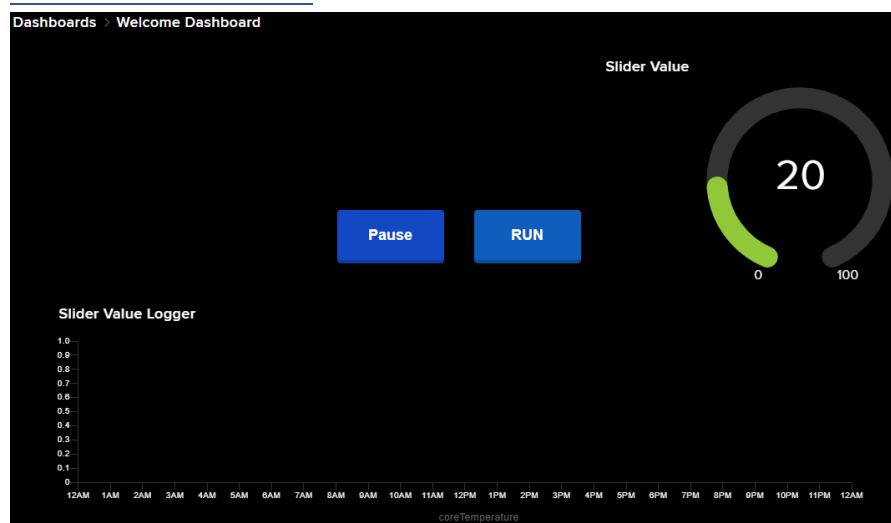 Dashboards > Welcome Dashboard
Slider Value
20
Pause
RUN
0
100
Slider Value Logger
1.0
0.9
0.8
0.7
0.6
0.5
0.4
0.3
0.2
0.1
0
12AM 1AM 2AM 3AM 4AM 5AM 6AM 7AM 8AM 9AM 10AM 11AM 12PM 1PM 2PM 3PM 4PM 5PM 6PM 7PM 8PM 9PM 10PM 11PM 12AM
coreTemperature